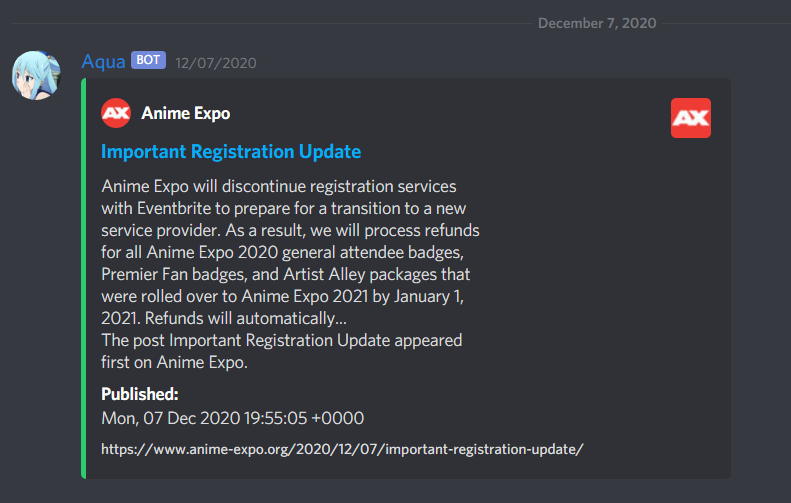 December 7, 2020
Aqua BOT 12/07/2020
AX Anime Expo
AX
Important Registration Update
Anime Expo will discontinue registration services
with Eventbrite to prepare for a transition to a new
service provider. As a result, we will process refunds
for all Anime Expo 2020 general attendee badges,
Premier Fan badges, and Artist Alley packages that
were rolled over to Anime Expo 2021 by January 1,
2021. Refunds will automatically...
The post Important Registration Update appeared
first on Anime Expo.
Published:
Mon, 07 Dec 2020 19:55:05 +0000
https://www.anime-expo.org/2020/12/07/important-registration-update/